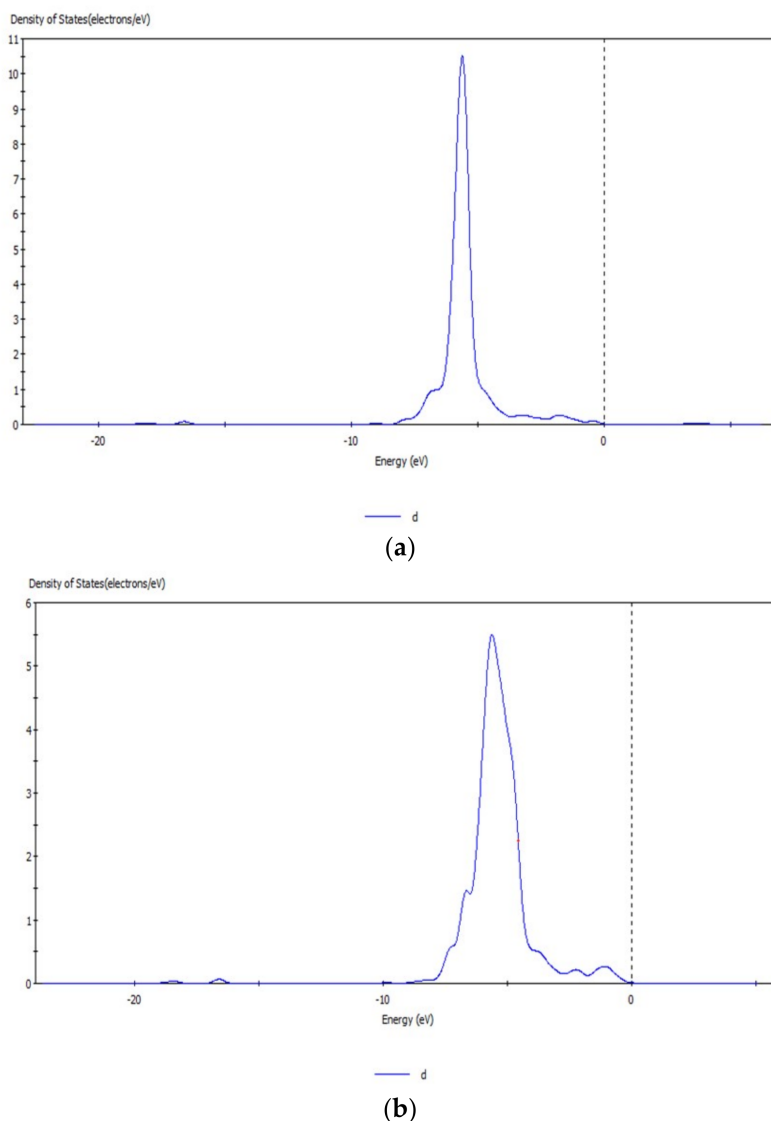 Density of States(electrons/eV)
11
10
9
8
7
6
5
4
3
2
1
0
-20 -10 0
Energy (eV)
d
(a)
Density of States(electrons/eV)
6
5
4
3
2
1
0
-20 -10 0
Energy (eV)
d
(b)